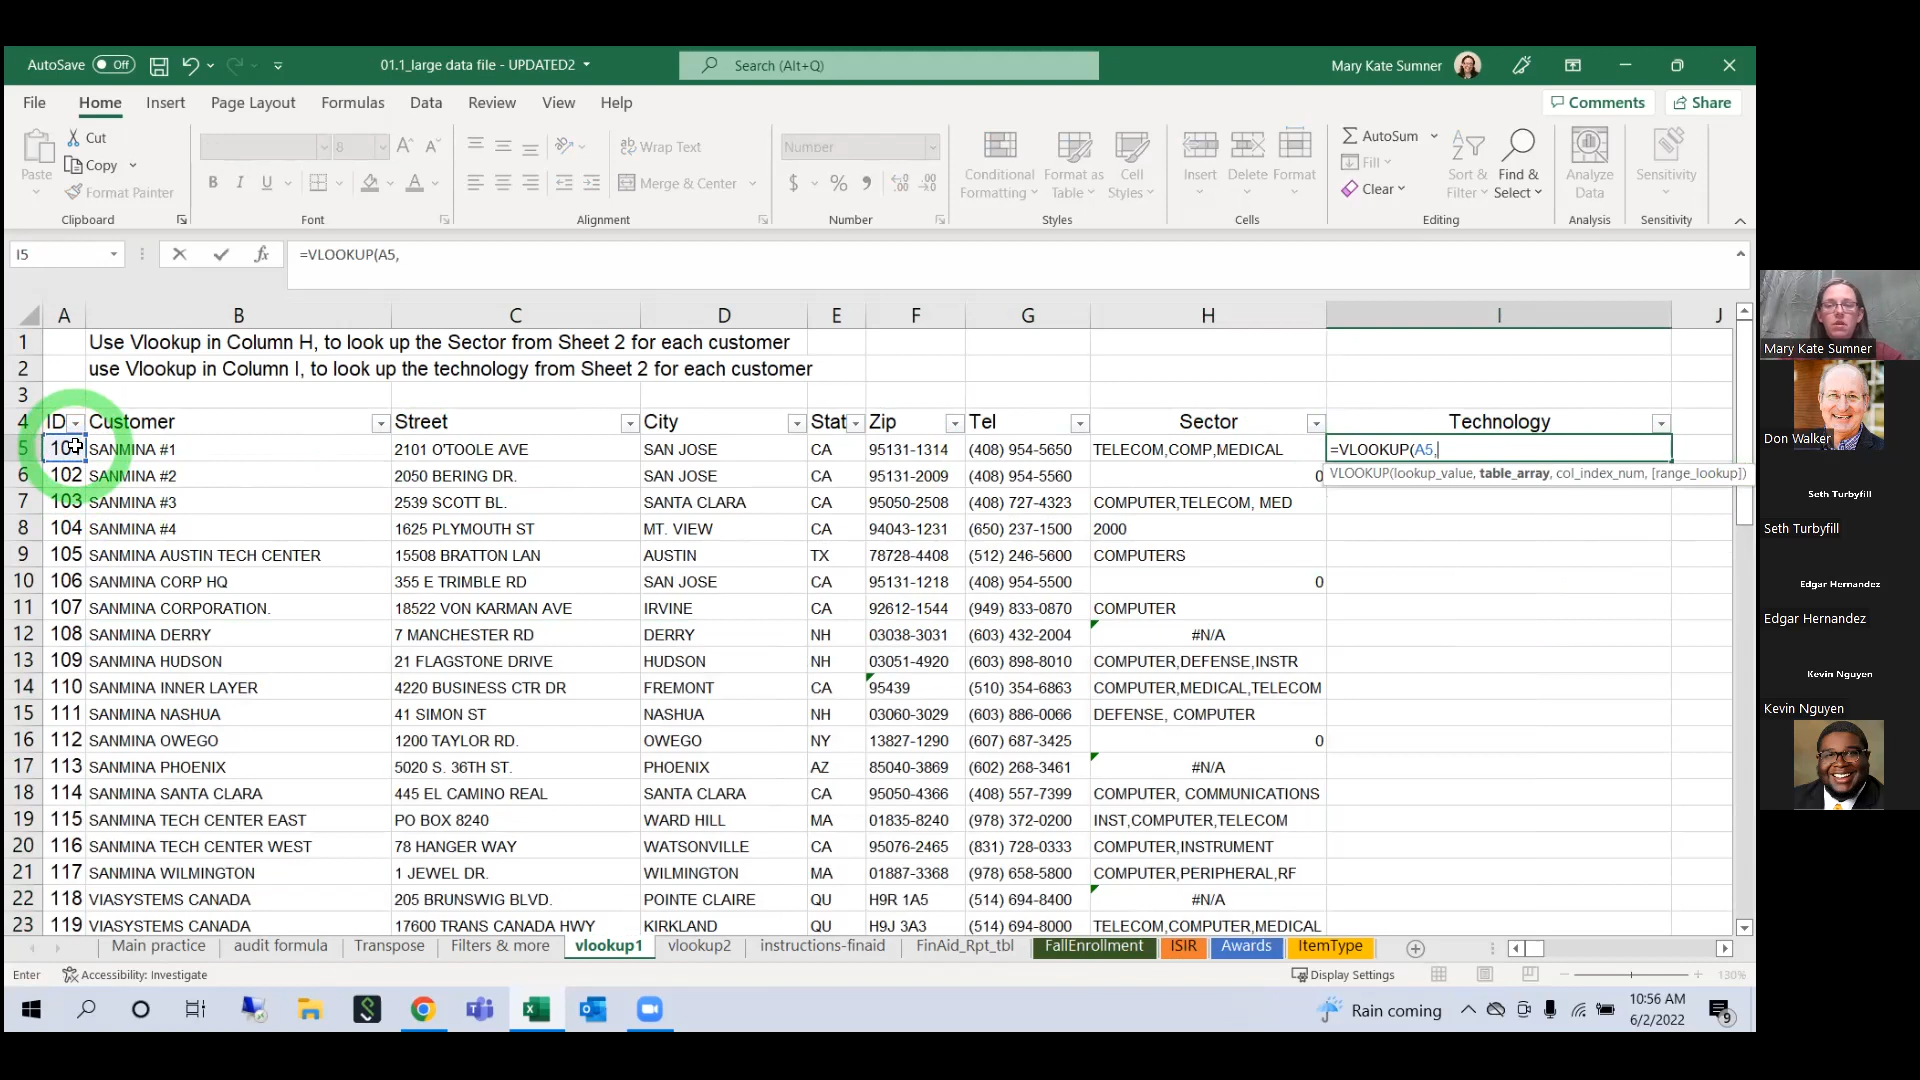 AutoSave Off 01.1_large data file - UPDATED2 Search (Alt+Q) Mary Kate Sumner
File Home Insert Page Layout Formulas Data Review View Help Comments Share
Paste Cut Copy Format Painter Clipboard
8 B I U A Font
Wrap Text Merge & Center Alignment
Number $ % Number
Conditional Formatting Format as Table Cell Styles Styles
Insert Delete Format Cells
AutoSum Fill Clear Sort & Filter Find & Select Editing
Analyze Data Analysis
Sensitivity Sensitivity
I5 fx =VLOOKUP(A5,
A B C D E F G H I J
1 Use Vlookup in Column H, to look up the Sector from Sheet 2 for each customer
2 use Vlookup in Column I, to look up the technology from Sheet 2 for each customer
3
4 ID Customer Street City Stat Zip Tel Sector Technology
5 SANMINA #1 2101 O'TOOLE AVE SAN JOSE CA 95131-1314 (408) 954-5650 TELECOM,COMP,MEDICAL =VLOOKUP(A5,
6 102 SANMINA #2 2050 BERING DR. SAN JOSE CA 95131-2009 (408) 954-5560 0 VLOOKUP(lookup_value, table_array, col_index_num, [range_lookup])
7 103 SANMINA #3 2539 SCOTT BL. SANTA CLARA CA 95050-2508 (408) 727-4323 COMPUTER,TELECOM, MED
8 104 SANMINA #4 1625 PLYMOUTH ST MT. VIEW CA 94043-1231 (650) 237-1500 2000
9 105 SANMINA AUSTIN TECH CENTER 15508 BRATTON LAN AUSTIN TX 78728-4408 (512) 246-5600 COMPUTERS
10 106 SANMINA CORP HQ 355 E TRIMBLE RD SAN JOSE CA 95131-1218 (408) 954-5500 0
11 107 SANMINA CORPORATION. 18522 VON KARMAN AVE IRVINE CA 92612-1544 (949) 833-0870 COMPUTER
12 108 SANMINA DERRY 7 MANCHESTER RD DERRY NH 03038-3031 (603) 432-2004 #N/A
13 109 SANMINA HUDSON 21 FLAGSTONE DRIVE HUDSON NH 03051-4920 (603) 898-8010 COMPUTER,DEFENSE,INSTR
14 110 SANMINA INNER LAYER 4220 BUSINESS CTR DR FREMONT CA 95439 (510) 354-6863 COMPUTER,MEDICAL,TELECOM
15 111 SANMINA NASHUA 41 SIMON ST NASHUA NH 03060-3029 (603) 886-0066 DEFENSE, COMPUTER
16 112 SANMINA OWEGO 1200 TAYLOR RD. OWEGO NY 13827-1290 (607) 687-3425 0
17 113 SANMINA PHOENIX 5020 S. 36TH ST. PHOENIX AZ 85040-3869 (602) 268-3461 #N/A
18 114 SANMINA SANTA CLARA 445 EL CAMINO REAL SANTA CLARA CA 95050-4366 (408) 557-7399 COMPUTER, COMMUNICATIONS
19 115 SANMINA TECH CENTER EAST PO BOX 8240 WARD HILL MA 01835-8240 (978) 372-0200 INST,COMPUTER,TELECOM
20 116 SANMINA TECH CENTER WEST 78 HANGER WAY WATSONVILLE CA 95076-2465 (831) 728-0333 COMPUTER,INSTRUMENT
21 117 SANMINA WILMINGTON 1 JEWEL DR. WILMINGTON MA 01887-3368 (978) 658-5800 COMPUTER,PERIPHERAL,RF
22 118 VIASYSTEMS CANADA 205 BRUNSWIG BLVD. POINTE CLAIRE QU H9R 1A5 (514) 694-8400 #N/A
23 119 VIASYSTEMS CANADA 17600 TRANS CANADA HWY KIRKLAND QU H9J 3A3 (514) 694-8000 TELECOM,COMPUTER,MEDICAL
Main practice audit formula Transpose Filters & more vlookup1 vlookup2 instructions-finaid FinAid_Rpt_tbl FallEnrollment ISIR Awards ItemType
Enter Accessibility: Investigate Display Settings 130%
Rain coming 10:56 AM
6/2/2022 9
Mary Kate Sumner
Don Walker
Seth Turbyfill
Seth Turbyfill
Edgar Hernandez
Edgar Hernandez
Kevin Nguyen
Kevin Nguyen